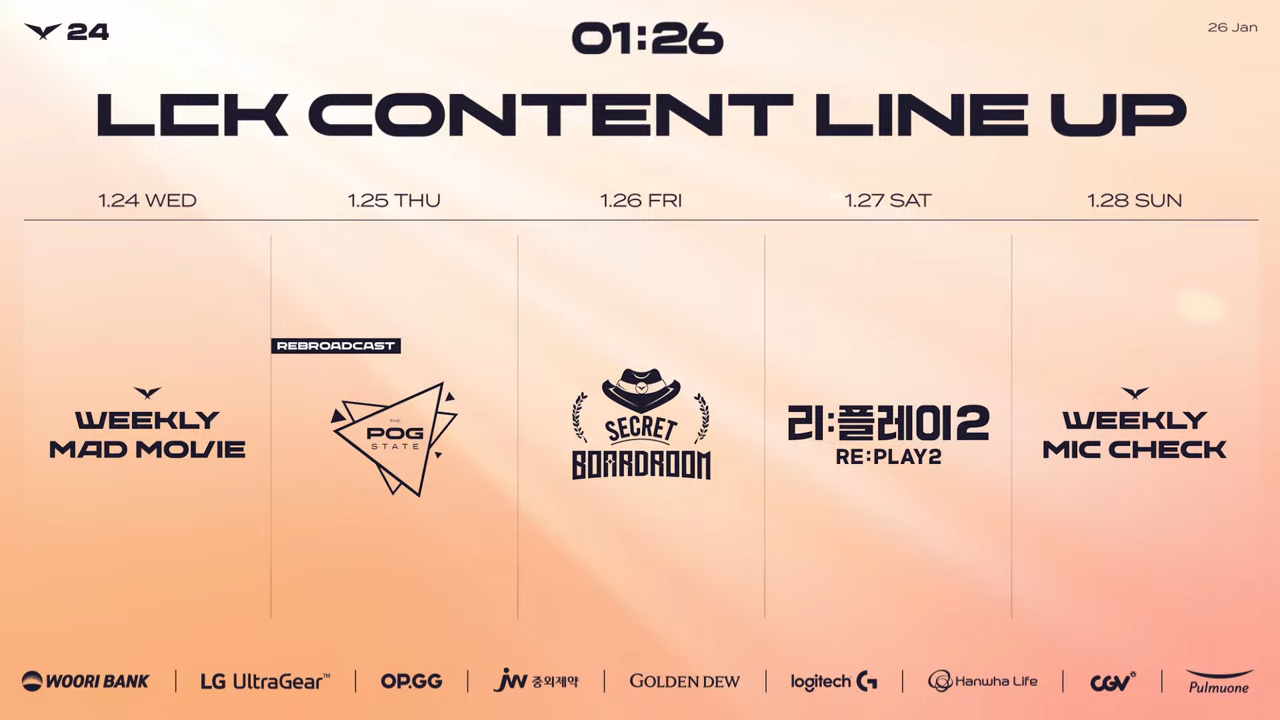 24
01:26
26 Jan
LCK CONTENT LINE UP
1.24 WED
1.25 THU
1.26 FRI
1.27 SAT
1.28 SUN
WEEKLY
MAD MOVIE
REBROADCAST
THE
POG
STATE
SECRET
BOARDROOM
리:플레이2
RE:PLAY2
WEEKLY
MIC CHECK
WOORI BANK
LG UltraGear™
OP.GG
JW 중외제약
GOLDEN DEW
logitech G
Hanwha Life
CGV
Pulmuone